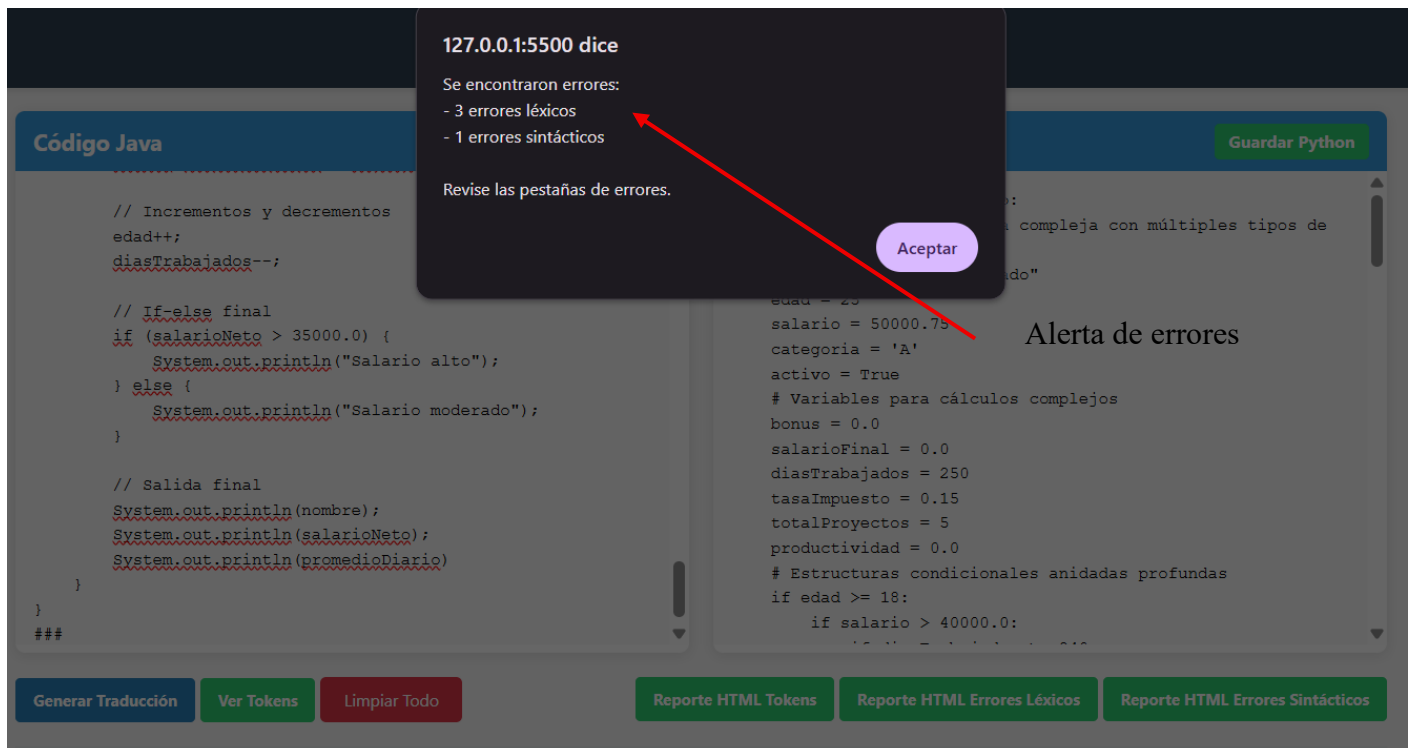 127.0.0.1:5500 dice
Se encontraron errores:
- 3 errores léxicos
- 1 errores sintácticos
Revise las pestañas de errores.
Aceptar
Código Java
// Incrementos y decrementos
edad++;
diasTrabajados--;
// If-else final
if (salarioNeto > 35000.0) {
System.out.println("Salario alto");
} else {
System.out.println("Salario moderado");
}
// Salida final
System.out.println(nombre);
System.out.println(salarioNeto);
System.out.println(promedioDiario)
}
}
###
Guardar Python
:
compleja con múltiples tipos de
do"
edad = 25
salario = 50000.75
categoria = 'A'
activo = True
# Variables para cálculos complejos
bonus = 0.0
salarioFinal = 0.0
diasTrabajados = 250
tasaImpuesto = 0.15
totalProyectos = 5
productividad = 0.0
# Estructuras condicionales anidadas profundas
if edad >= 18:
if salario > 40000.0:
Alerta de errores
Generar Traducción
Ver Tokens
Limpiar Todo
Reporte HTML Tokens
Reporte HTML Errores Léxicos
Reporte HTML Errores Sintácticos